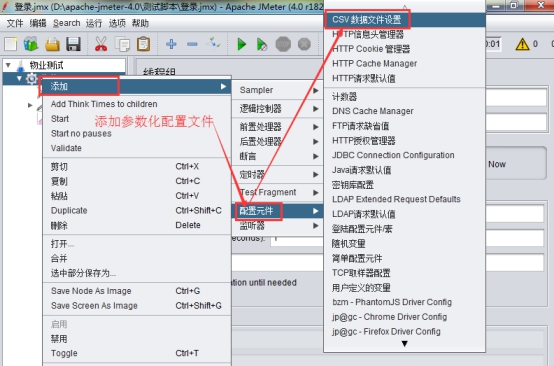 登录.jmx (D:\apache-jmeter-4.0\测试脚本\登录.jmx) - Apache JMeter (4.0 r182
文件 编辑 Search 运行 选项 帮助
0:01
0
物业测试
线程组
添加
Add Think Times to children
Start
Start no pauses
Validate
剪切 Ctrl+X
复制 Ctrl+C
粘贴 Ctrl+V
Duplicate Ctrl+Shift+C
删除 Delete
打开...
合并
选中部分保存为...
Save Node As Image Ctrl+G
Save Screen As Image Ctrl+Shift+G
启用
禁用
Toggle Ctrl+T
添加参数化配置文件
Sampler
逻辑控制器
前置处理器
后置处理器
断言
定时器
Test Fragment
配置元件
监听器
econds):
ation until needed
Now
CSV 数据文件设置
HTTP信息头管理器
HTTP Cookie 管理器
HTTP Cache Manager
HTTP请求默认值
计数器
DNS Cache Manager
FTP请求缺省值
HTTP授权管理器
JDBC Connection Configuration
Java请求默认值
密钥库配置
LDAP Extended Request Defaults
LDAP请求默认值
登陆配置元件/素
随机变量
简单配置元件
TCP取样器配置
用户定义的变量
bzm - PhantomJS Driver Config
jp@gc - Chrome Driver Config
jp@gc - Firefox Driver Config